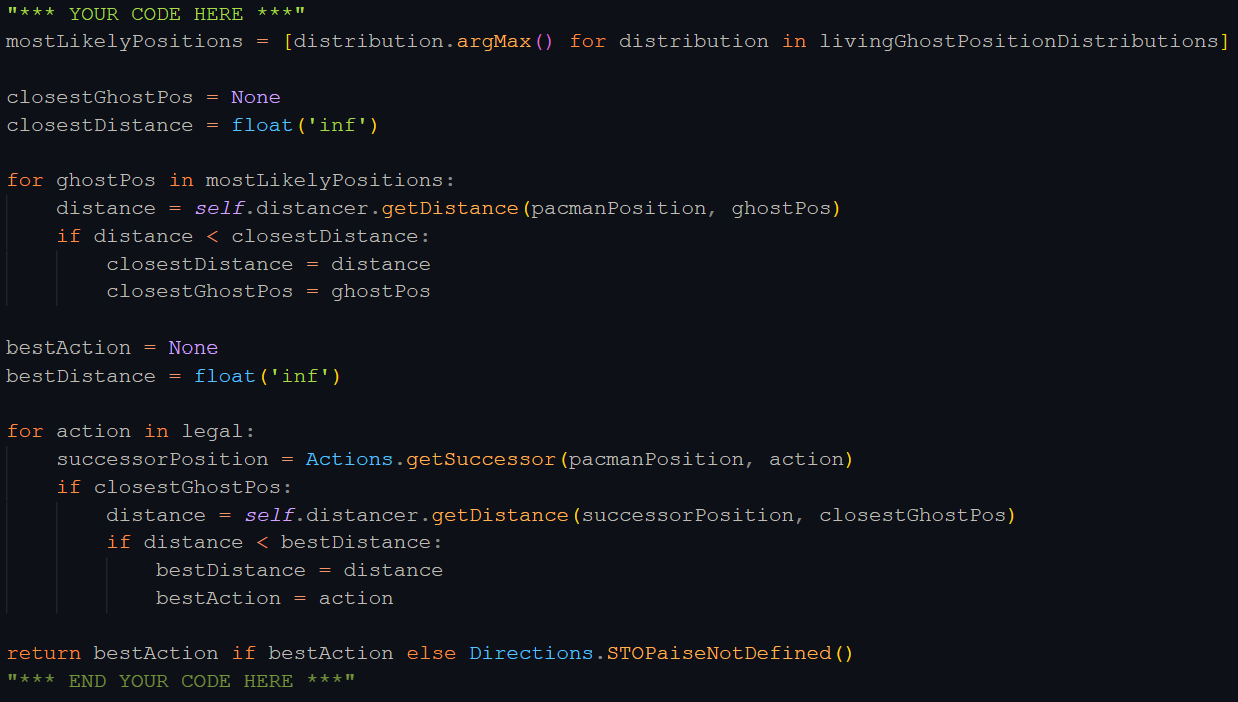 "*** YOUR CODE HERE ***"
mostLikelyPositions = [distribution.argMax() for distribution in livingGhostPositionDistributions]

closestGhostPos = None
closestDistance = float('inf')

for ghostPos in mostLikelyPositions:
    distance = self.distancer.getDistance(pacmanPosition, ghostPos)
    if distance < closestDistance:
        closestDistance = distance
        closestGhostPos = ghostPos

bestAction = None
bestDistance = float('inf')

for action in legal:
    successorPosition = Actions.getSuccessor(pacmanPosition, action)
    if closestGhostPos:
        distance = self.distancer.getDistance(successorPosition, closestGhostPos)
        if distance < bestDistance:
            bestDistance = distance
            bestAction = action

return bestAction if bestAction else Directions.STOPaiseNotDefined()
"*** END YOUR CODE HERE ***"